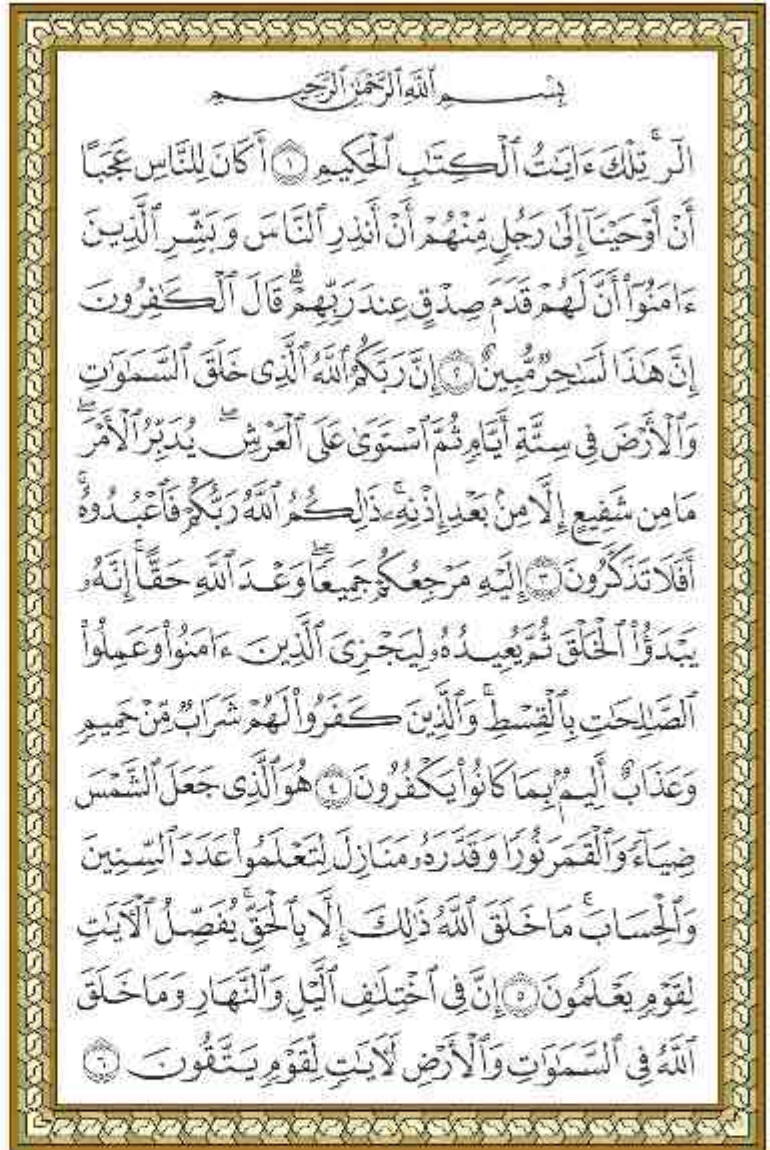 بِسْمِ ٱللَّهِ ٱلرَّحْمَٰنِ ٱلرَّحِيمِ
الٓر ۚ تِلْكَ ءَايَٰتُ ٱلْكِتَٰبِ ٱلْحَكِيمِ ١ أَكَانَ لِلنَّاسِ عَجَبًا
أَنْ أَوْحَيْنَآ إِلَىٰ رَجُلٍ مِّنْهُمْ أَنْ أَنذِرِ ٱلنَّاسَ وَبَشِّرِ ٱلَّذِينَ
ءَامَنُوٓا۟ أَنَّ لَهُمْ قَدَمَ صِدْقٍ عِندَ رَبِّهِمْ ۗ قَالَ ٱلْكَٰفِرُونَ
إِنَّ هَٰذَا لَسَٰحِرٌ مُّبِينٌ ٢ إِنَّ رَبَّكُمُ ٱللَّهُ ٱلَّذِى خَلَقَ ٱلسَّمَٰوَٰتِ
وَٱلْأَرْضَ فِى سِتَّةِ أَيَّامٍ ثُمَّ ٱسْتَوَىٰ عَلَى ٱلْعَرْشِ ۖ يُدَبِّرُ ٱلْأَمْرَ ۖ
مَا مِن شَفِيعٍ إِلَّا مِنۢ بَعْدِ إِذْنِهِۦ ۚ ذَٰلِكُمُ ٱللَّهُ رَبُّكُمْ فَٱعْبُدُوهُ ۚ
أَفَلَا تَذَكَّرُونَ ٣ إِلَيْهِ مَرْجِعُكُمْ جَمِيعًا ۖ وَعْدَ ٱللَّهِ حَقًّا ۚ إِنَّهُۥ
يَبْدَؤُا۟ ٱلْخَلْقَ ثُمَّ يُعِيدُهُۥ لِيَجْزِىَ ٱلَّذِينَ ءَامَنُوا۟ وَعَمِلُوا۟
ٱلصَّٰلِحَٰتِ بِٱلْقِسْطِ ۚ وَٱلَّذِينَ كَفَرُوا۟ لَهُمْ شَرَابٌ مِّنْ حَمِيمٍ
وَعَذَابٌ أَلِيمٌۢ بِمَا كَانُوا۟ يَكْفُرُونَ ٤ هُوَ ٱلَّذِى جَعَلَ ٱلشَّمْسَ
ضِيَآءً وَٱلْقَمَرَ نُورًا وَقَدَّرَهُۥ مَنَازِلَ لِتَعْلَمُوا۟ عَدَدَ ٱلسِّنِينَ
وَٱلْحِسَابَ ۚ مَا خَلَقَ ٱللَّهُ ذَٰلِكَ إِلَّا بِٱلْحَقِّ ۚ يُفَصِّلُ ٱلْءَايَٰتِ
لِقَوْمٍ يَعْلَمُونَ ٥ إِنَّ فِى ٱخْتِلَٰفِ ٱلَّيْلِ وَٱلنَّهَارِ وَمَا خَلَقَ
ٱللَّهُ فِى ٱلسَّمَٰوَٰتِ وَٱلْأَرْضِ لَءَايَٰتٍ لِّقَوْمٍ يَتَّقُونَ ٦